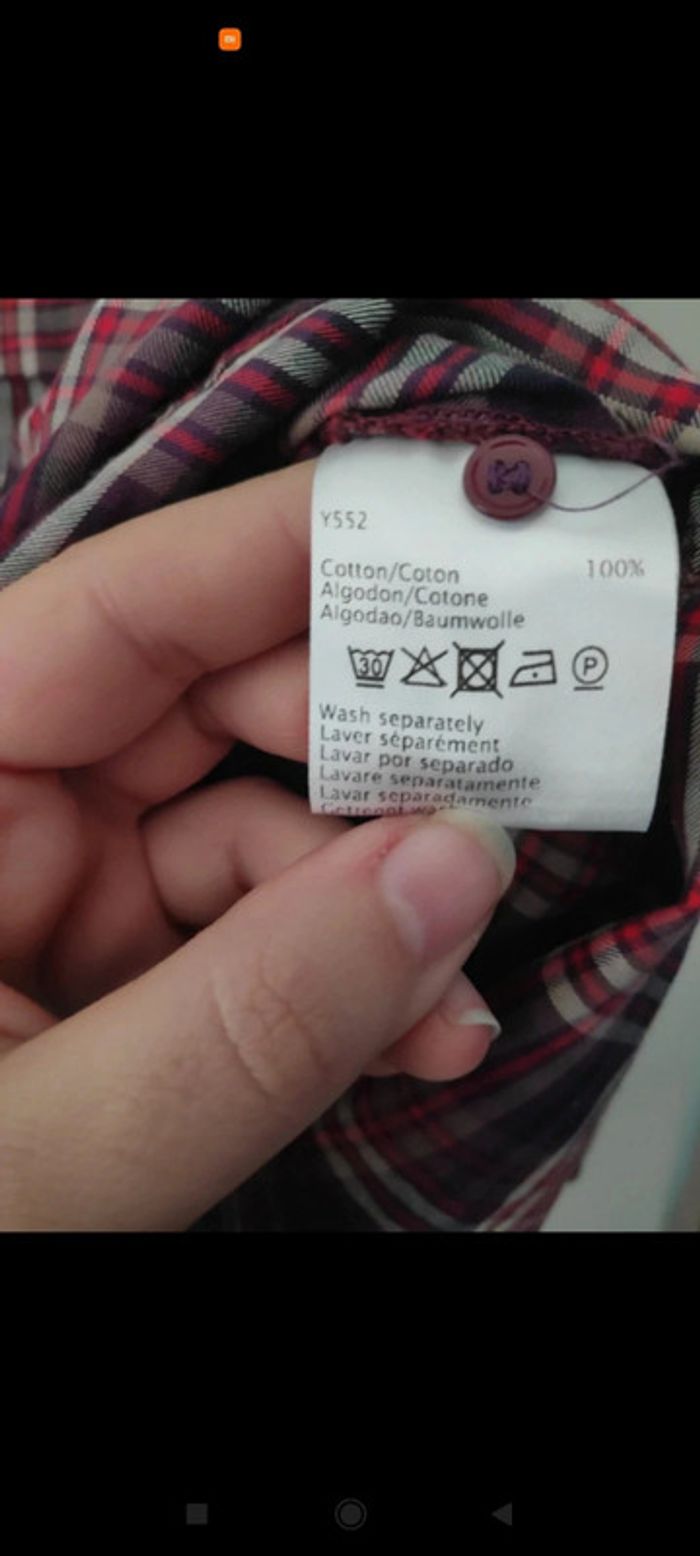 Y552
Cotton/Coton 100%
Algodon/Cotone
Algodao/Baumwolle
30 P
Wash separately
Laver séparément
Lavar por separado
Lavare separatamente
Lavar separadamente